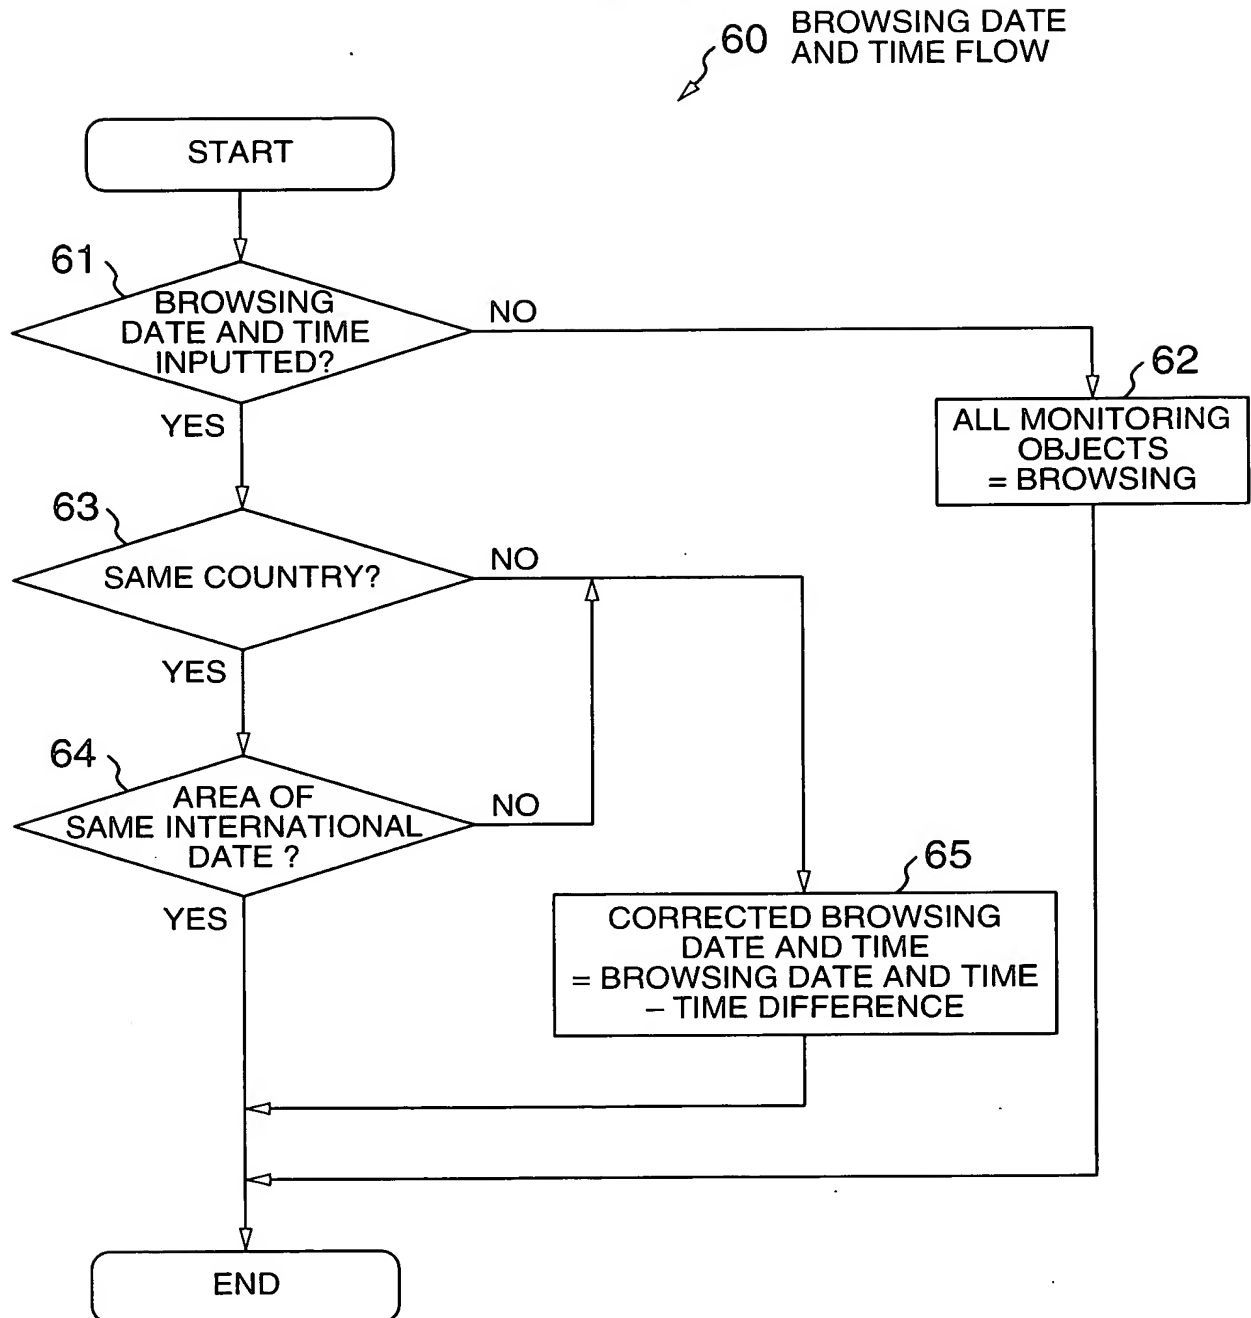 60 BROWSING DATE
AND TIME FLOW
START
61
BROWSING
DATE AND TIME
INPUTTED?
NO
YES
62
ALL MONITORING
OBJECTS
= BROWSING
63
SAME COUNTRY?
NO
YES
64
AREA OF
SAME INTERNATIONAL
DATE ?
NO
YES
65
CORRECTED BROWSING
DATE AND TIME
= BROWSING DATE AND TIME
– TIME DIFFERENCE
END